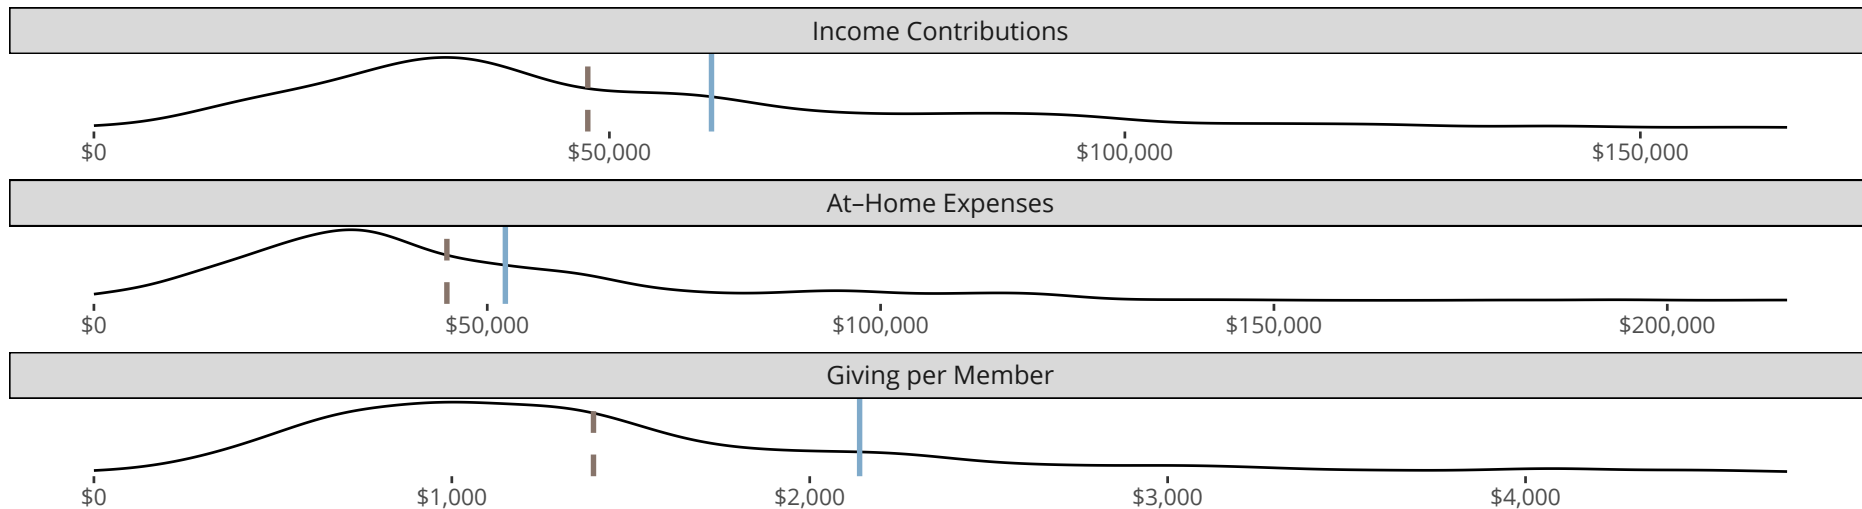 Income Contributions
$0 $50,000 $100,000 $150,000
At–Home Expenses
$0 $50,000 $100,000 $150,000 $200,000
Giving per Member
$0 $1,000 $2,000 $3,000 $4,000